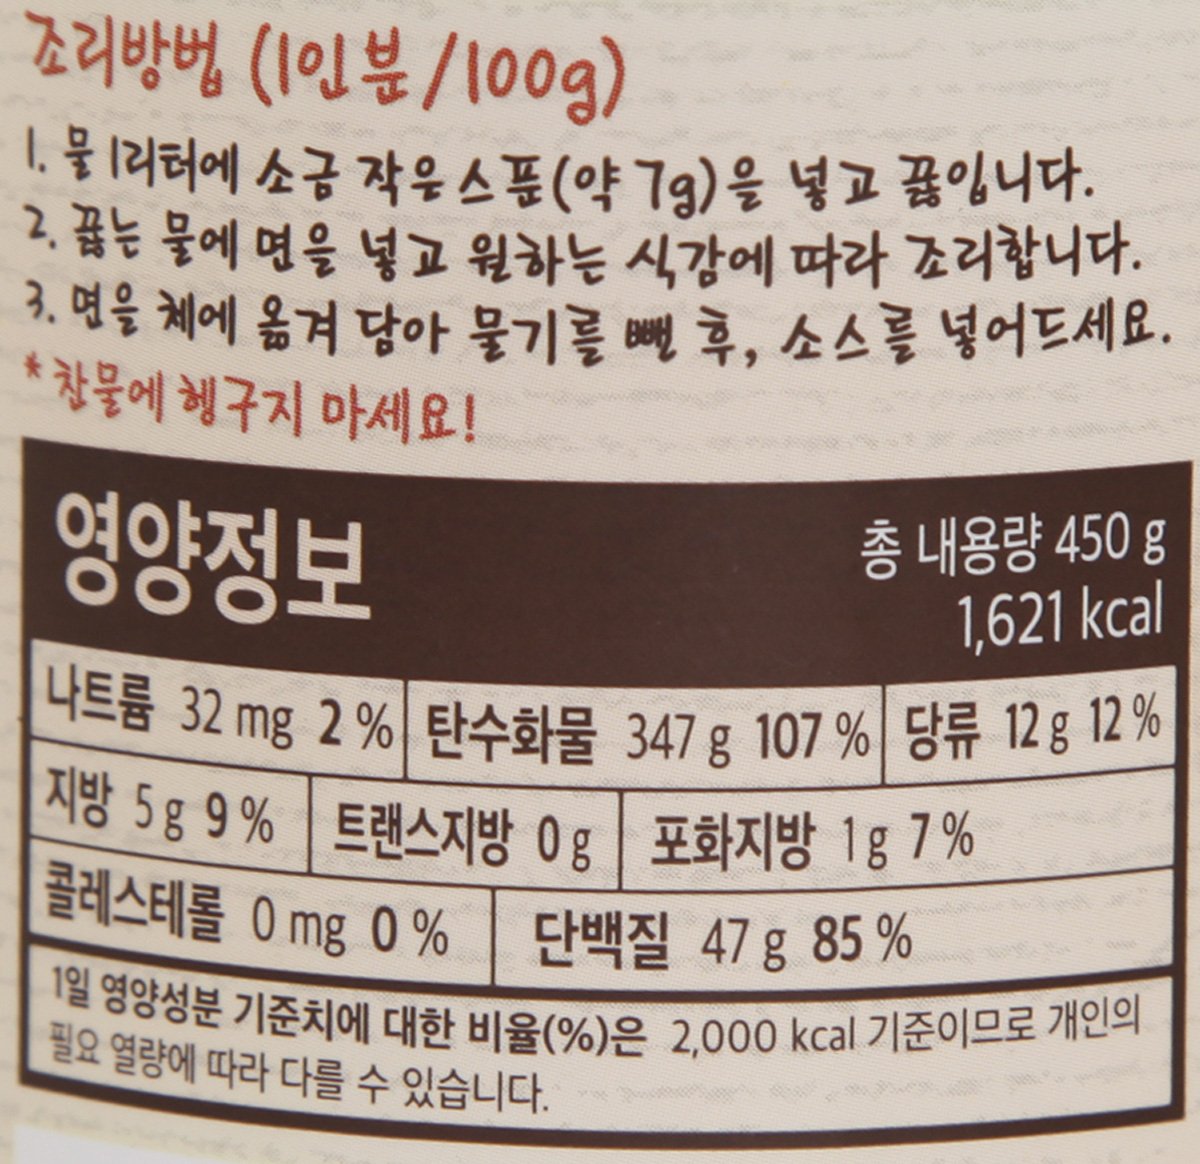 조리방법 (1인분/100g)
1. 물 1리터에 소금 작은스푼(약 7g)을 넣고 끓입니다.
2. 끓는 물에 면을 넣고 원하는 식감에 따라 조리합니다.
3. 면을 체에 옮겨 담아 물기를 뺀 후, 소스를 넣어드세요.
* 찬물에 헹구지 마세요!
영양정보
총 내용량 450 g
1,621 kcal
나트륨 32 mg 2 % 탄수화물 347 g 107 % 당류 12 g 12 %
지방 5 g 9 % 트랜스지방 0 g 포화지방 1 g 7 %
콜레스테롤 0 mg 0 % 단백질 47 g 85 %
1일 영양성분 기준치에 대한 비율(%)은 2,000 kcal 기준이므로 개인의
필요 열량에 따라 다를 수 있습니다.